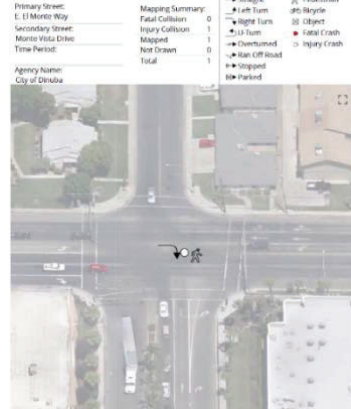 Primary Street:
E. El Monte Way
Secondary Street:
Monte Vista Drive
Time Period:
Agency Name:
City of Dinuba
Mapping Summary:
Fatal Collision 0
Injury Collision 1
Mapped 1
Not Drawn 0
Total 1
Straight
Left Turn
Right Turn
U-Turn
Overturned
Ran Off Road
Stopped
Parked
Pedestrian
Bicycle
Object
Fatal Crash
Injury Crash